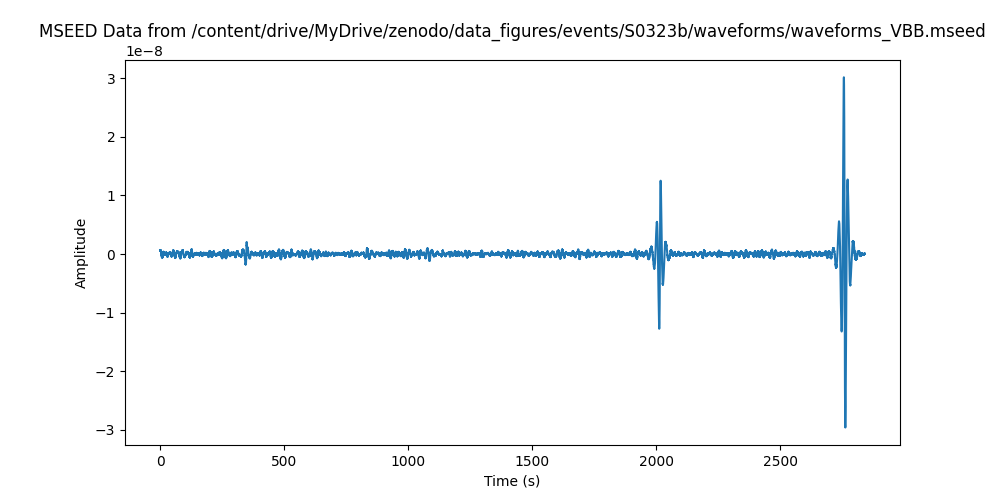 MSEED Data from /content/drive/MyDrive/zenodo/data_figures/events/S0323b/waveforms/waveforms_VBB.mseed
1e−8
3
2
1
0
−1
−2
−3
Amplitude
0 500 1000 1500 2000 2500
Time (s)